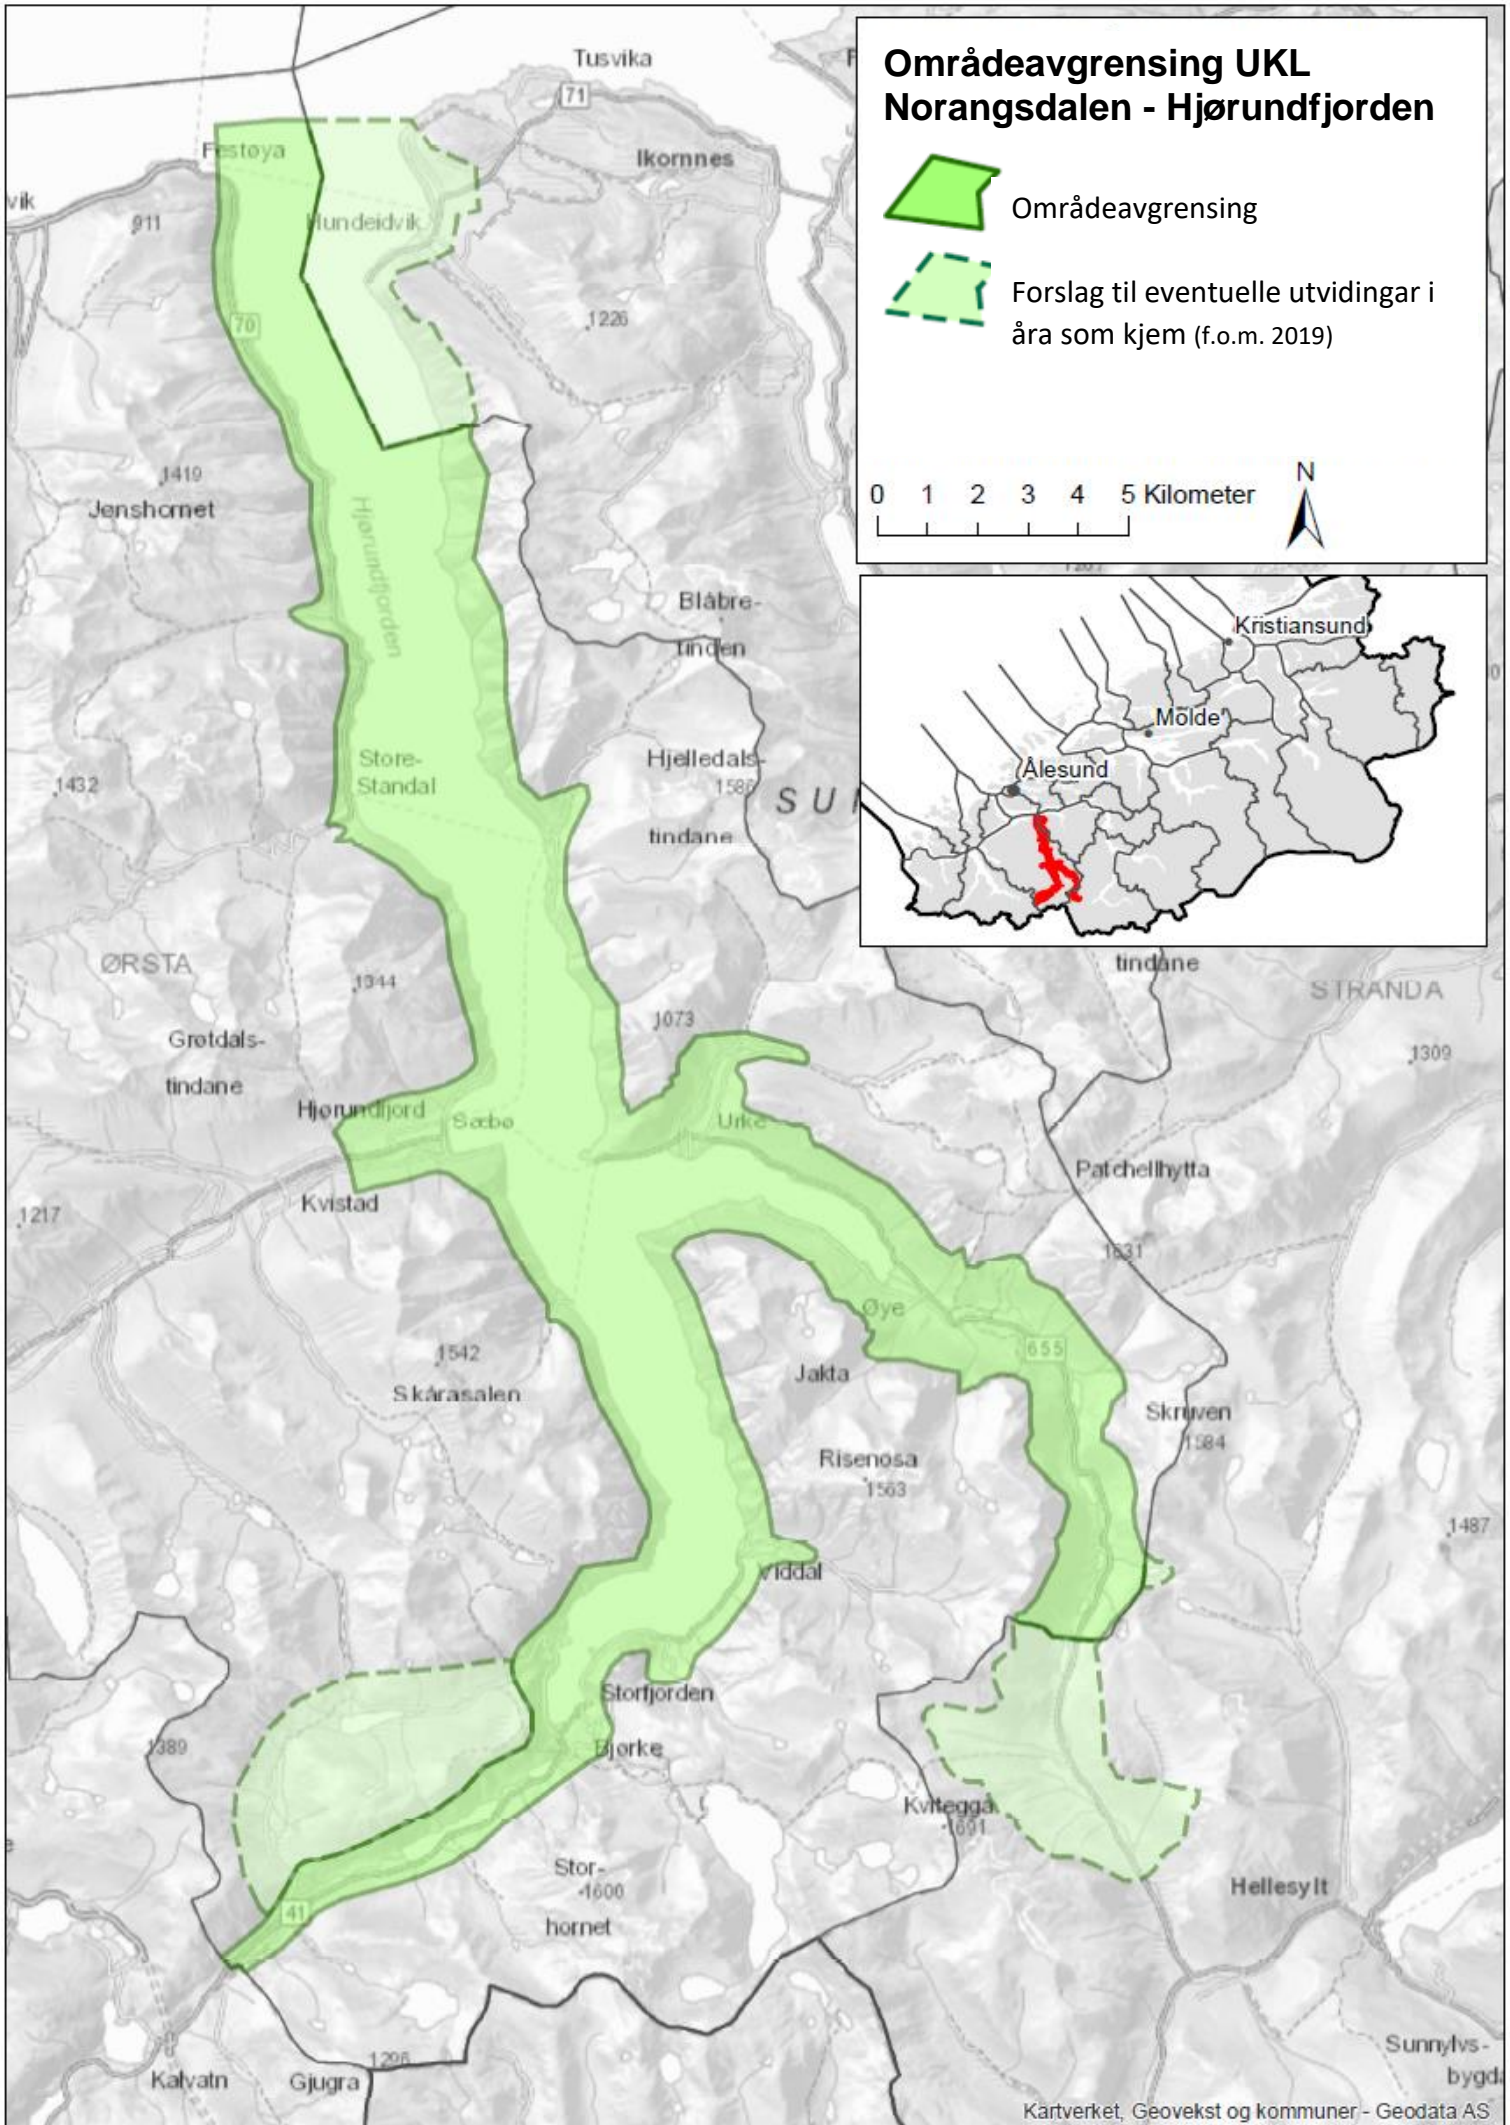 Områdeavgrensing UKL
Norangsdalen - Hjørundfjorden
Områdeavgrensing
Forslag til eventuelle utvidingar i
åra som kjem (f.o.m. 2019)
0 1 2 3 4 5 Kilometer
N
Kristiansund
Molde
Ålesund
Tusvika
71
Festøya
Ikornnes
vik
911
Hundeidvik
70
1226
1419
Jønshornet
Hjørundfjorden
Blåbre-
tinden
Store-
Standal
Hjelledals-
1586
tindane
1432
SU
ØRSTA
1344
tindane
STRANDA
Grøtdals-
tindane
1073
1309
Hjørundfjord
Sæbø
Urke
Kvistad
Patchellhytta
1217
1631
Øye
655
1542
Skårasalen
Jakta
Skruven
1584
Risenosa
1563
1487
Viddal
Storfjorden
Bjørke
1389
Kvitegga
1691
Stor-
1600
hornet
Hellesylt
41
Sunnylvs-
bygd
1296
Kalvatn
Gjugra
Kartverket, Geovekst og kommuner - Geodata AS